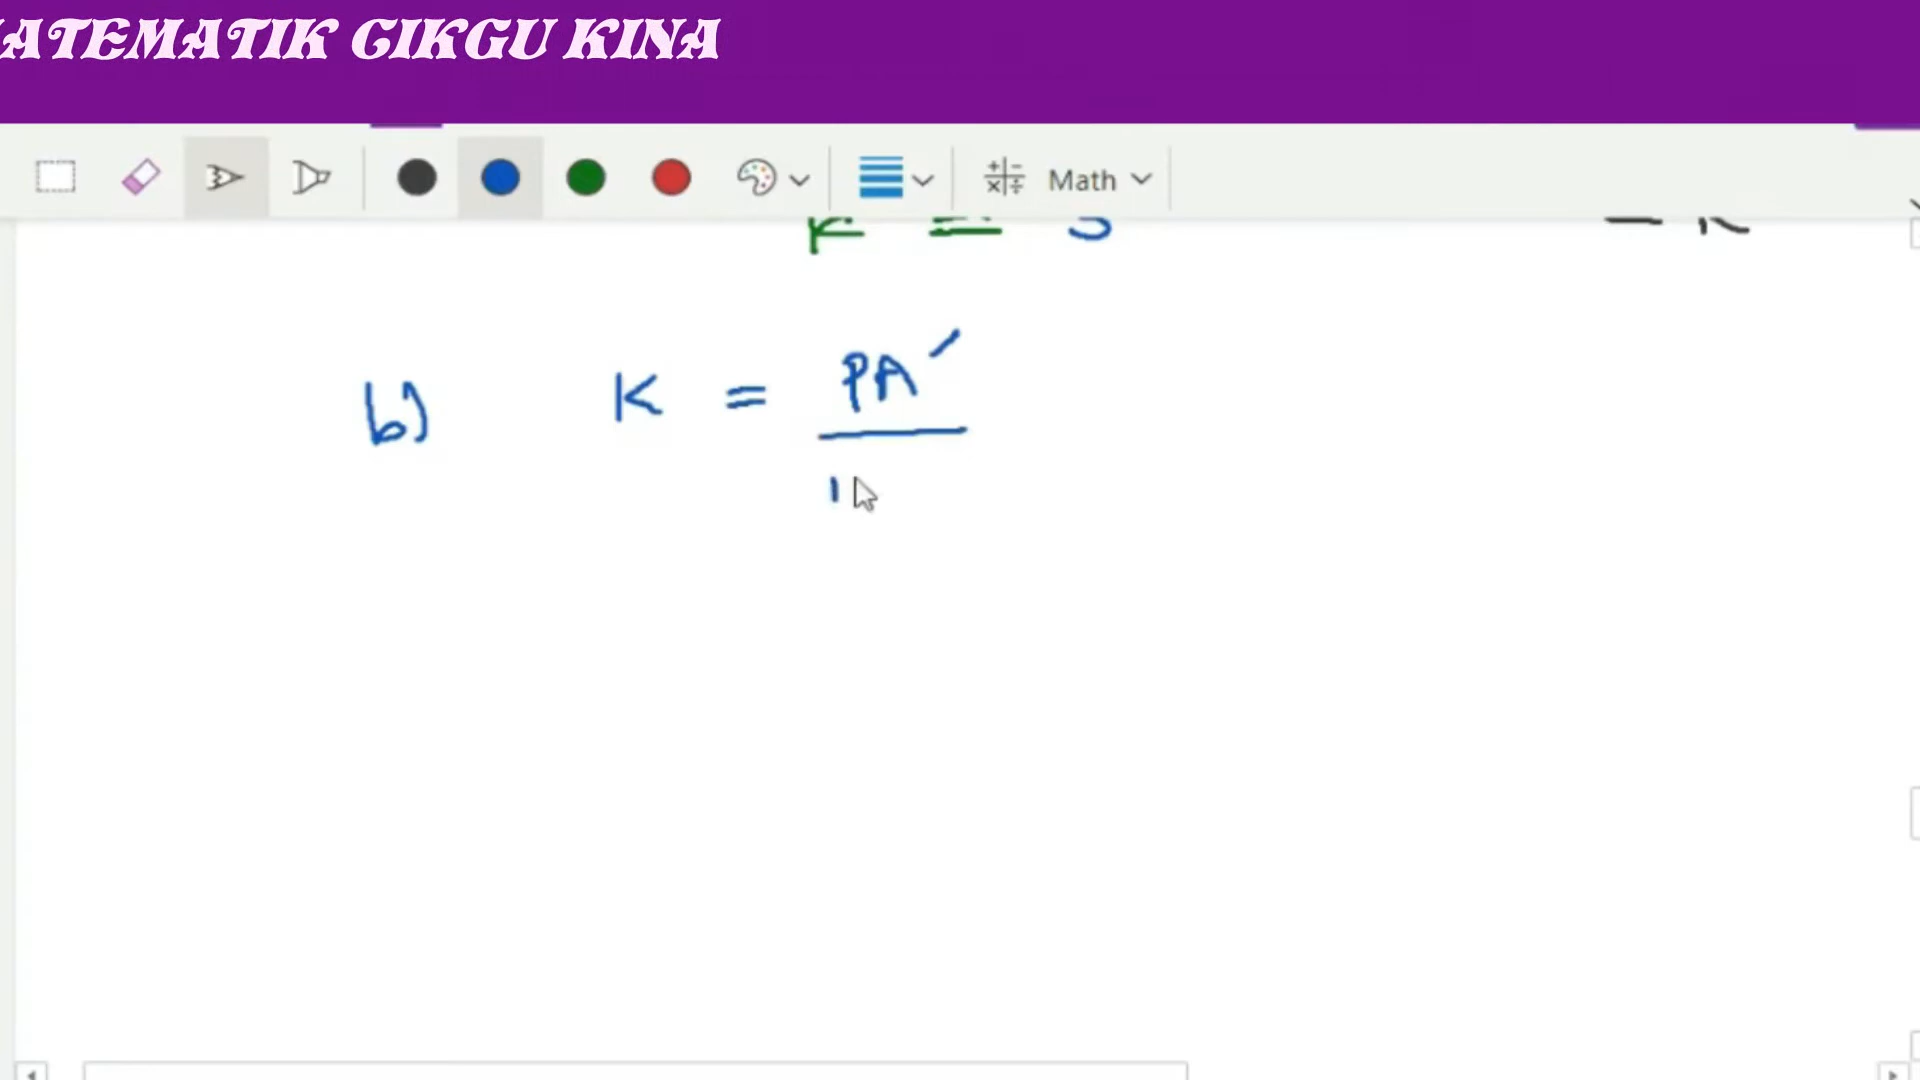 ATEMATIK CIKGU KINA
Math
b) K = PA′